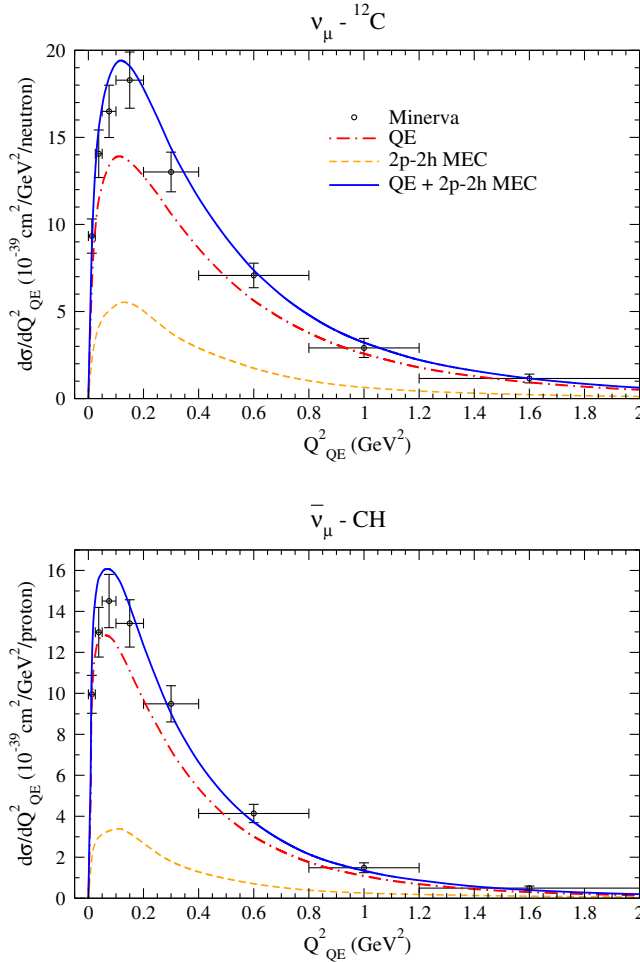 ν_μ - ¹²C
20
15
10
5
0
dσ/dQ²_QE (10⁻³⁹ cm²/GeV²/neutron)
Minerva
QE
2p-2h MEC
QE + 2p-2h MEC
0 0.2 0.4 0.6 0.8 1 1.2 1.4 1.6 1.8 2
Q²_QE (GeV²)
ν̅_μ - CH
16
14
12
10
8
6
4
2
0
dσ/dQ²_QE (10⁻³⁹ cm²/GeV²/proton)
0 0.2 0.4 0.6 0.8 1 1.2 1.4 1.6 1.8 2
Q²_QE (GeV²)